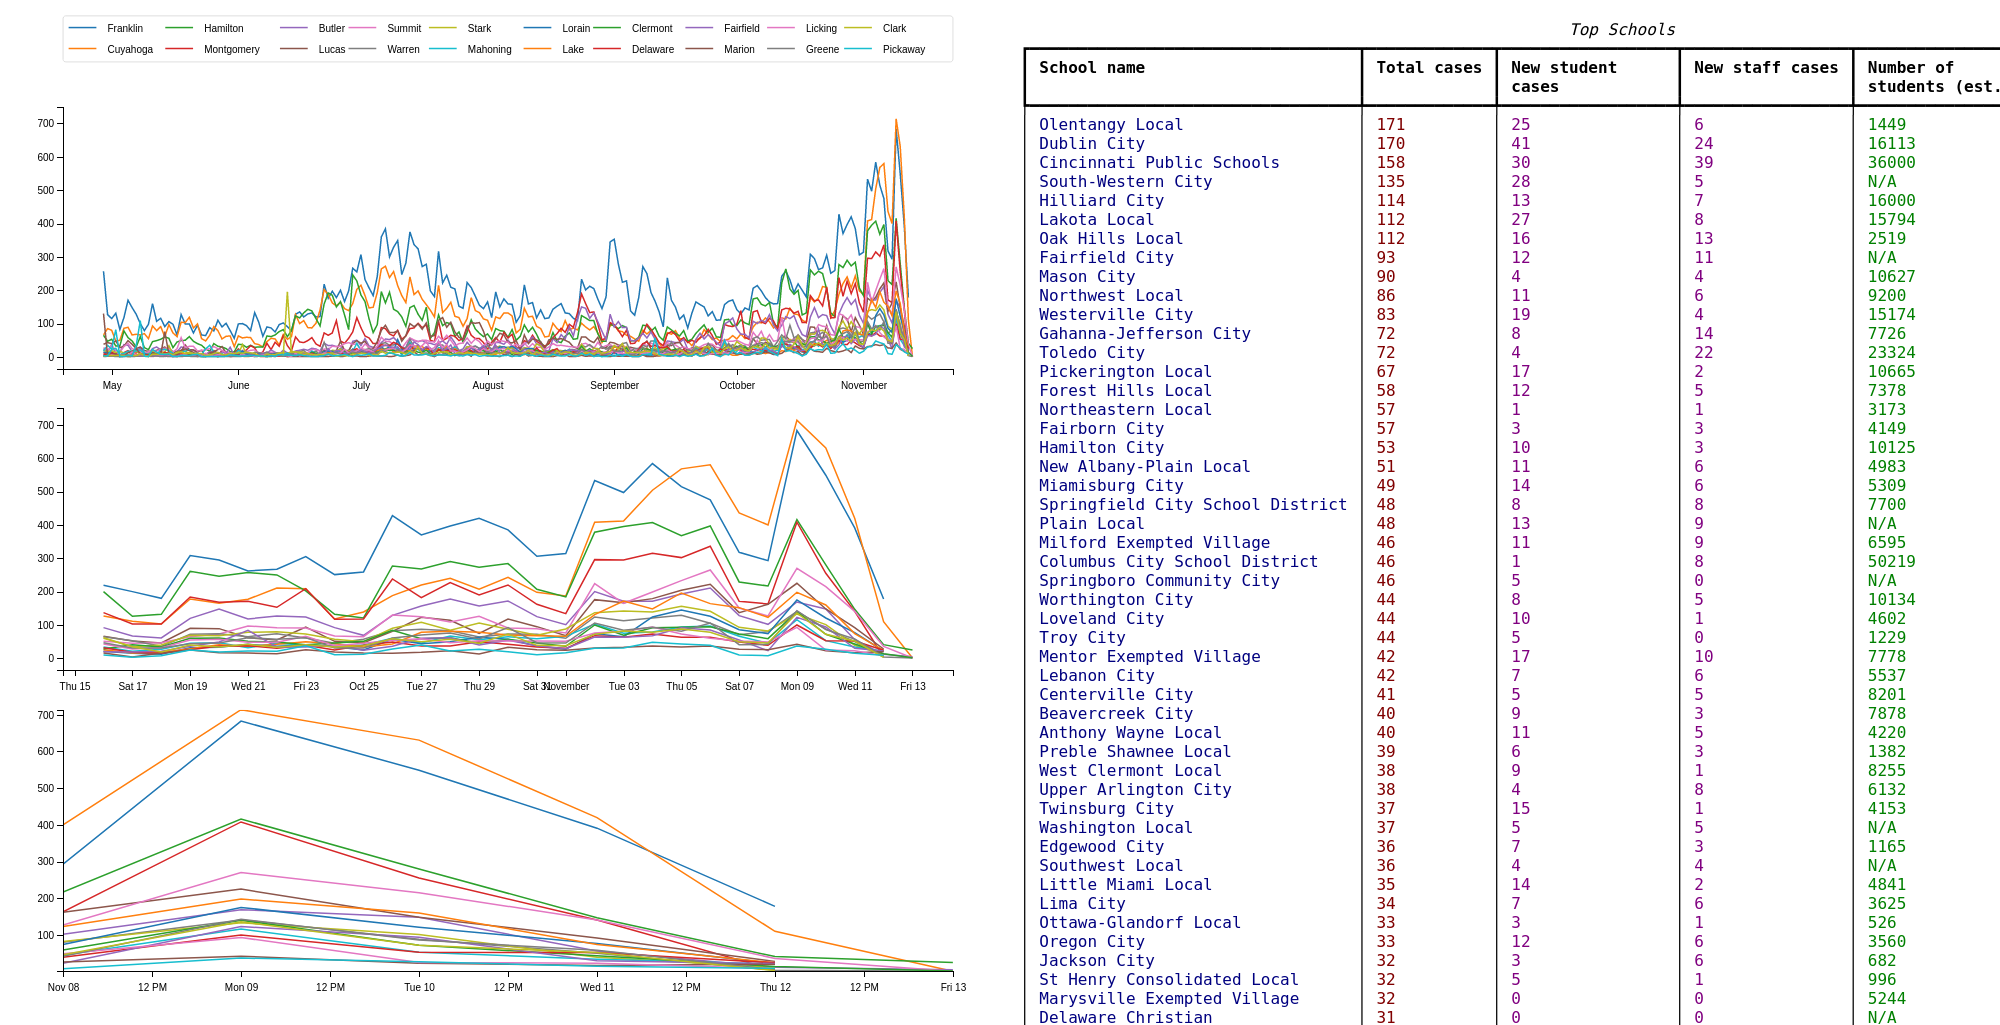 Franklin Hamilton Butler Summit Stark Lorain Clermont Fairfield Licking Clark
Cuyahoga Montgomery Lucas Warren Mahoning Lake Delaware Marion Greene Pickaway
700
600
500
400
300
200
100
0
May June July August September October November
700
600
500
400
300
200
100
0
Thu 15 Sat 17 Mon 19 Wed 21 Fri 23 Oct 25 Tue 27 Thu 29 Sat 31 November Tue 03 Thu 05 Sat 07 Mon 09 Wed 11 Fri 13
700
600
500
400
300
200
100
Nov 08 12 PM Mon 09 12 PM Tue 10 12 PM Wed 11 12 PM Thu 12 12 PM Fri 13
Top Schools
School name Total cases New student cases New staff cases Number of students (est.
Olentangy Local 171 25 6 1449
Dublin City 170 41 24 16113
Cincinnati Public Schools 158 30 39 36000
South-Western City 135 28 5 N/A
Hilliard City 114 13 7 16000
Lakota Local 112 27 8 15794
Oak Hills Local 112 16 13 2519
Fairfield City 93 12 11 N/A
Mason City 90 4 4 10627
Northwest Local 86 11 6 9200
Westerville City 83 19 4 15174
Gahanna-Jefferson City 72 8 14 7726
Toledo City 72 4 22 23324
Pickerington Local 67 17 2 10665
Forest Hills Local 58 12 5 7378
Northeastern Local 57 1 1 3173
Fairborn City 57 3 3 4149
Hamilton City 53 10 3 10125
New Albany-Plain Local 51 11 6 4983
Miamisburg City 49 14 6 5309
Springfield City School District 48 8 8 7700
Plain Local 48 13 9 N/A
Milford Exempted Village 46 11 9 6595
Columbus City School District 46 1 8 50219
Springboro Community City 46 5 0 N/A
Worthington City 44 8 5 10134
Loveland City 44 10 1 4602
Troy City 44 5 0 1229
Mentor Exempted Village 42 17 10 7778
Lebanon City 42 7 6 5537
Centerville City 41 5 5 8201
Beavercreek City 40 9 3 7878
Anthony Wayne Local 40 11 5 4220
Preble Shawnee Local 39 6 3 1382
West Clermont Local 38 9 1 8255
Upper Arlington City 38 4 8 6132
Twinsburg City 37 15 1 4153
Washington Local 37 5 5 N/A
Edgewood City 36 7 3 1165
Southwest Local 36 4 4 N/A
Little Miami Local 35 14 2 4841
Lima City 34 7 6 3625
Ottawa-Glandorf Local 33 3 1 526
Oregon City 33 12 6 3560
Jackson City 32 3 6 682
St Henry Consolidated Local 32 5 1 996
Marysville Exempted Village 32 0 0 5244
Delaware Christian 31 0 0 N/A